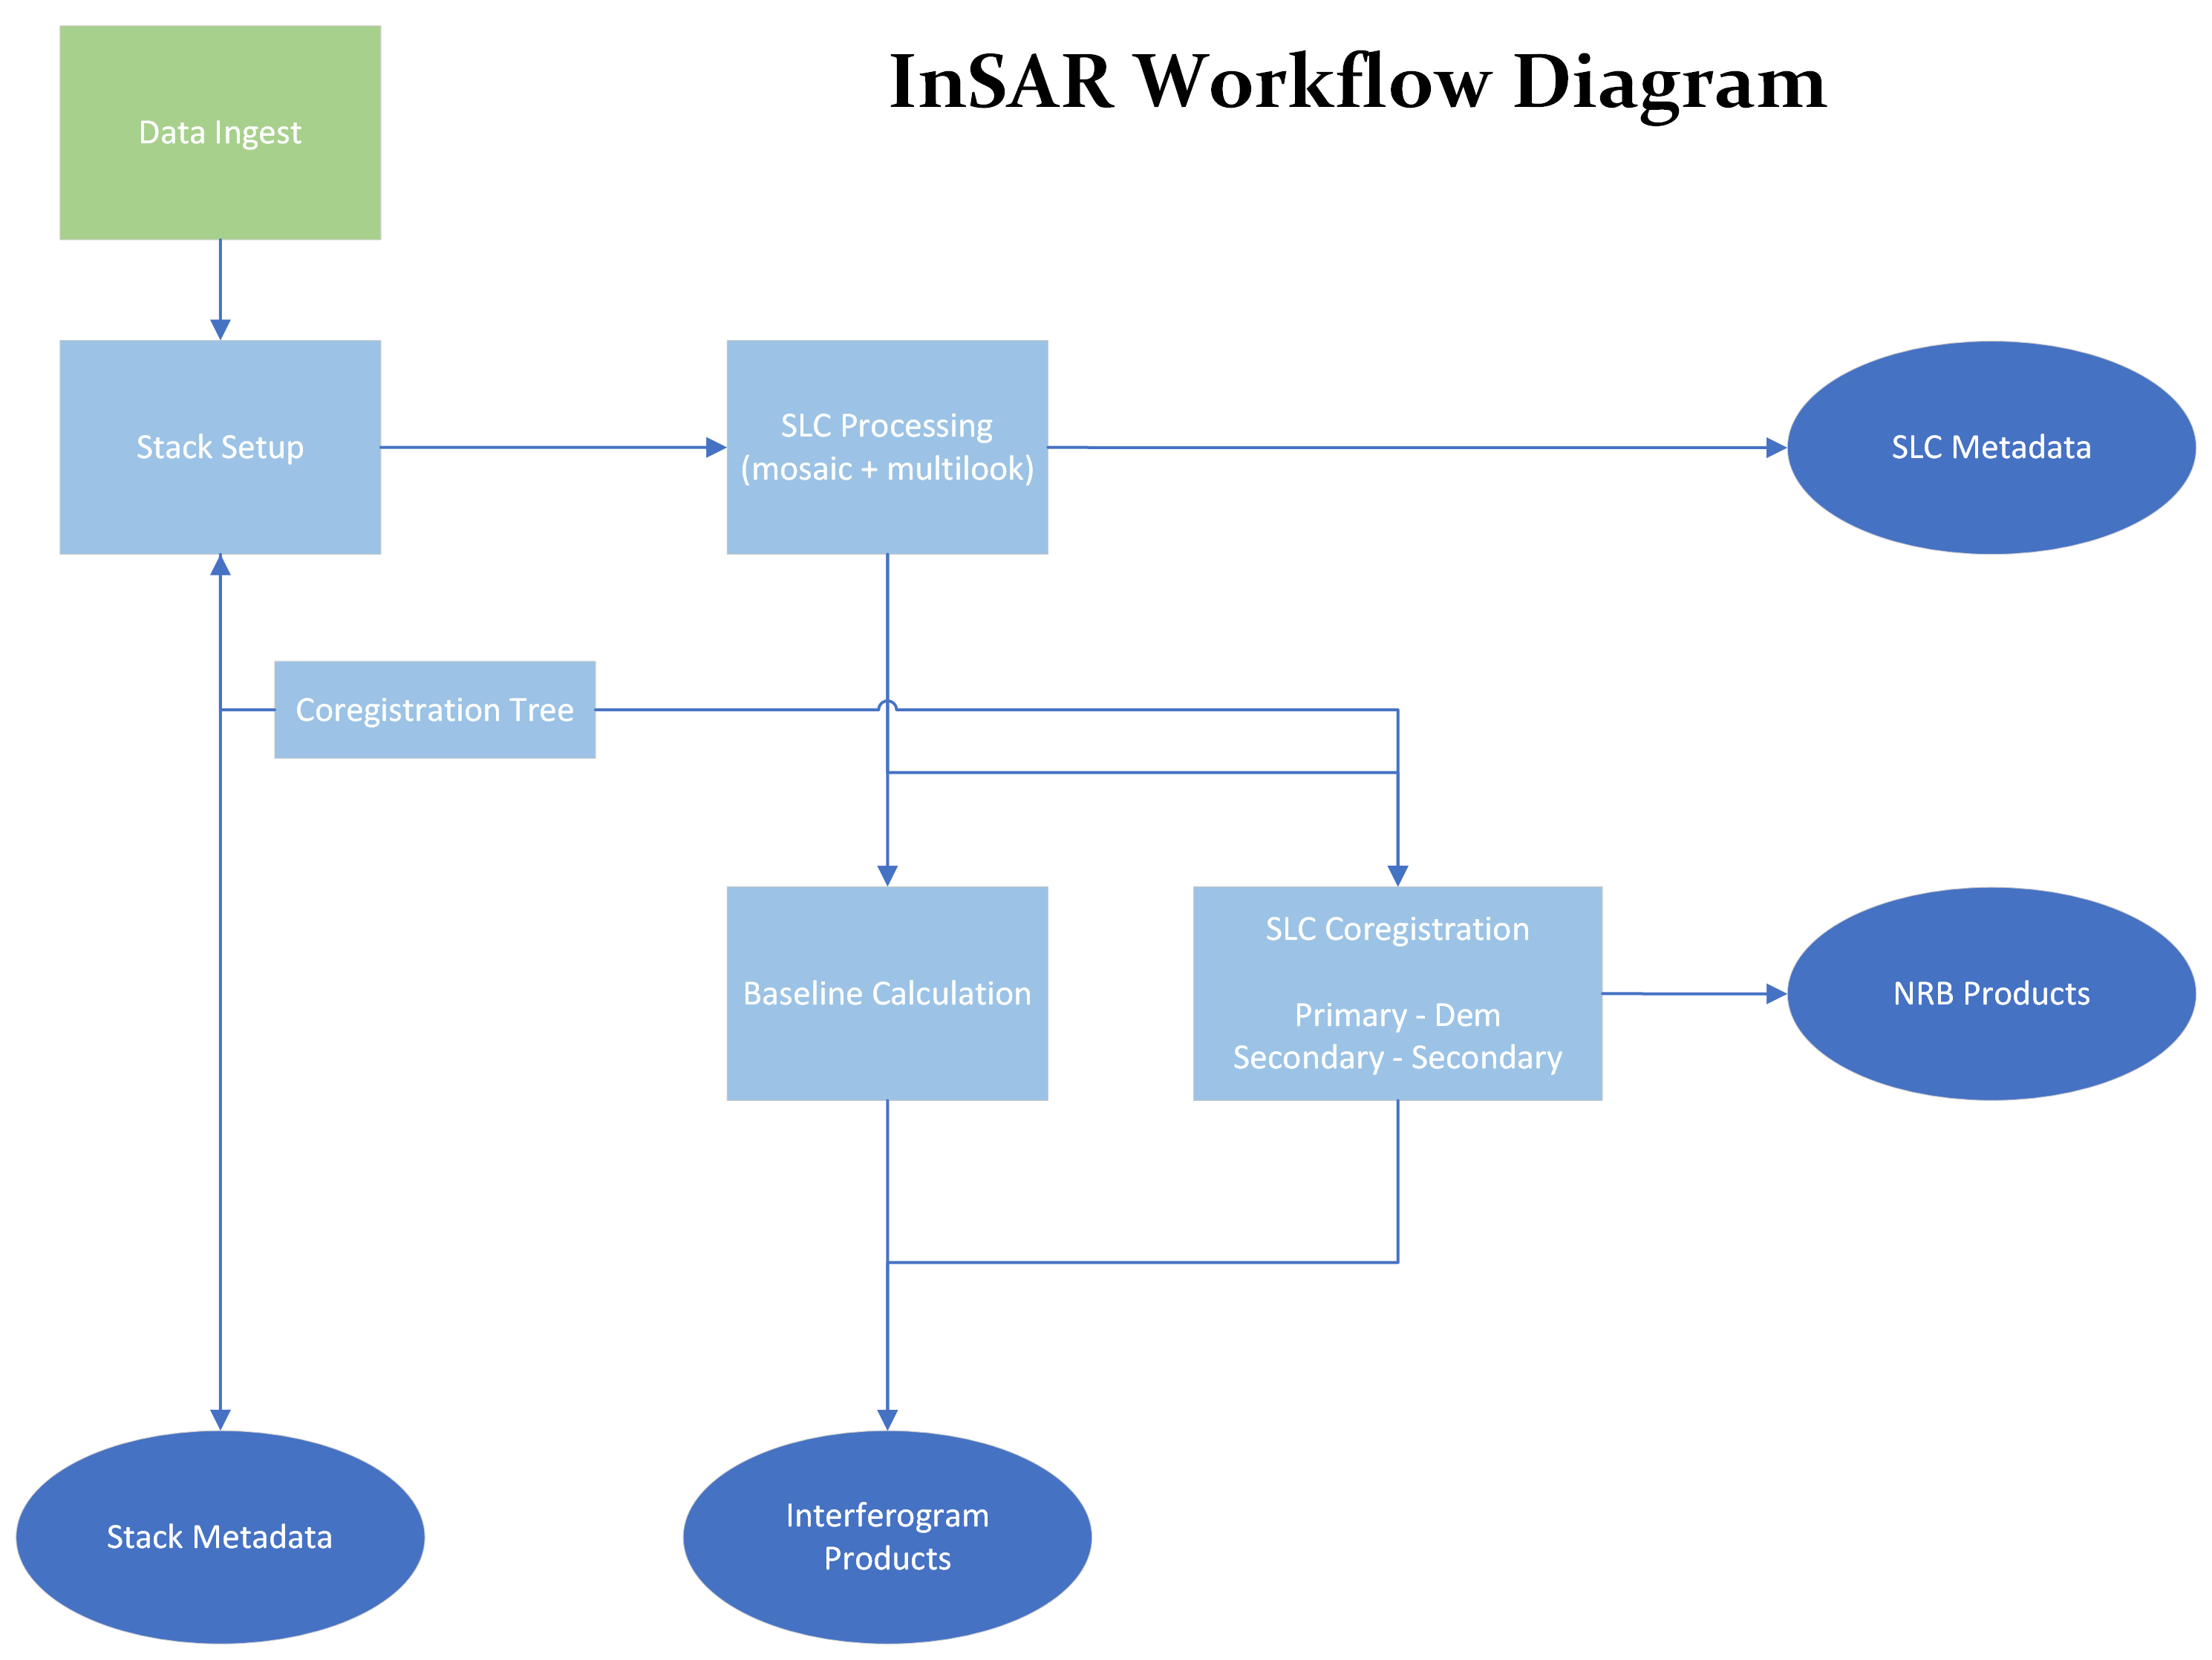 InSAR Workflow Diagram
Data Ingest
Stack Setup
SLC Processing
(mosaic + multilook)
SLC Metadata
Coregistration Tree
Baseline Calculation
SLC Coregistration
Primary - Dem
Secondary - Secondary
NRB Products
Stack Metadata
Interferogram
Products